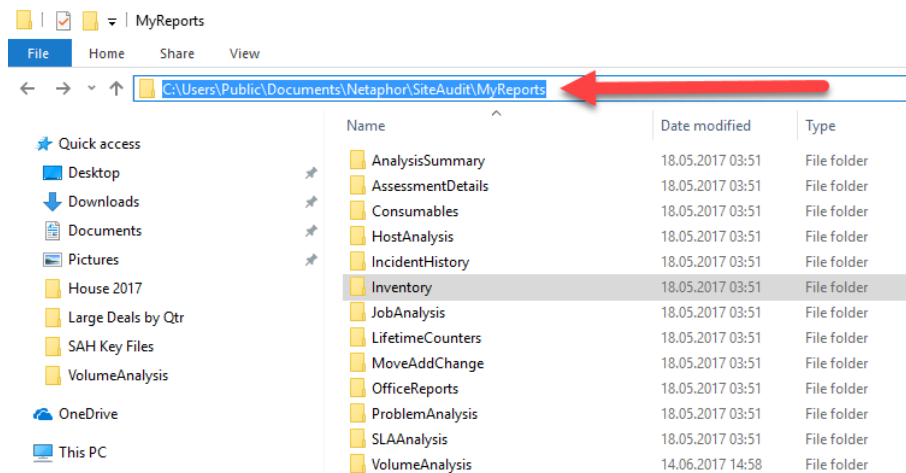 MyReports
File Home Share View
C:\Users\Public\Documents\Netaphor\SiteAudit\MyReports
Name Date modified Type
Quick access
Desktop
Downloads
Documents
Pictures
House 2017
Large Deals by Qtr
SAH Key Files
VolumeAnalysis
OneDrive
This PC
AnalysisSummary 18.05.2017 03:51 File folder
AssessmentDetails 18.05.2017 03:51 File folder
Consumables 18.05.2017 03:51 File folder
HostAnalysis 18.05.2017 03:51 File folder
IncidentHistory 18.05.2017 03:51 File folder
Inventory 18.05.2017 03:51 File folder
JobAnalysis 18.05.2017 03:51 File folder
LifetimeCounters 18.05.2017 03:51 File folder
MoveAddChange 18.05.2017 03:51 File folder
OfficeReports 18.05.2017 03:51 File folder
ProblemAnalysis 18.05.2017 03:51 File folder
SLAAnalysis 18.05.2017 03:51 File folder
VolumeAnalysis 14.06.2017 14:58 File folder